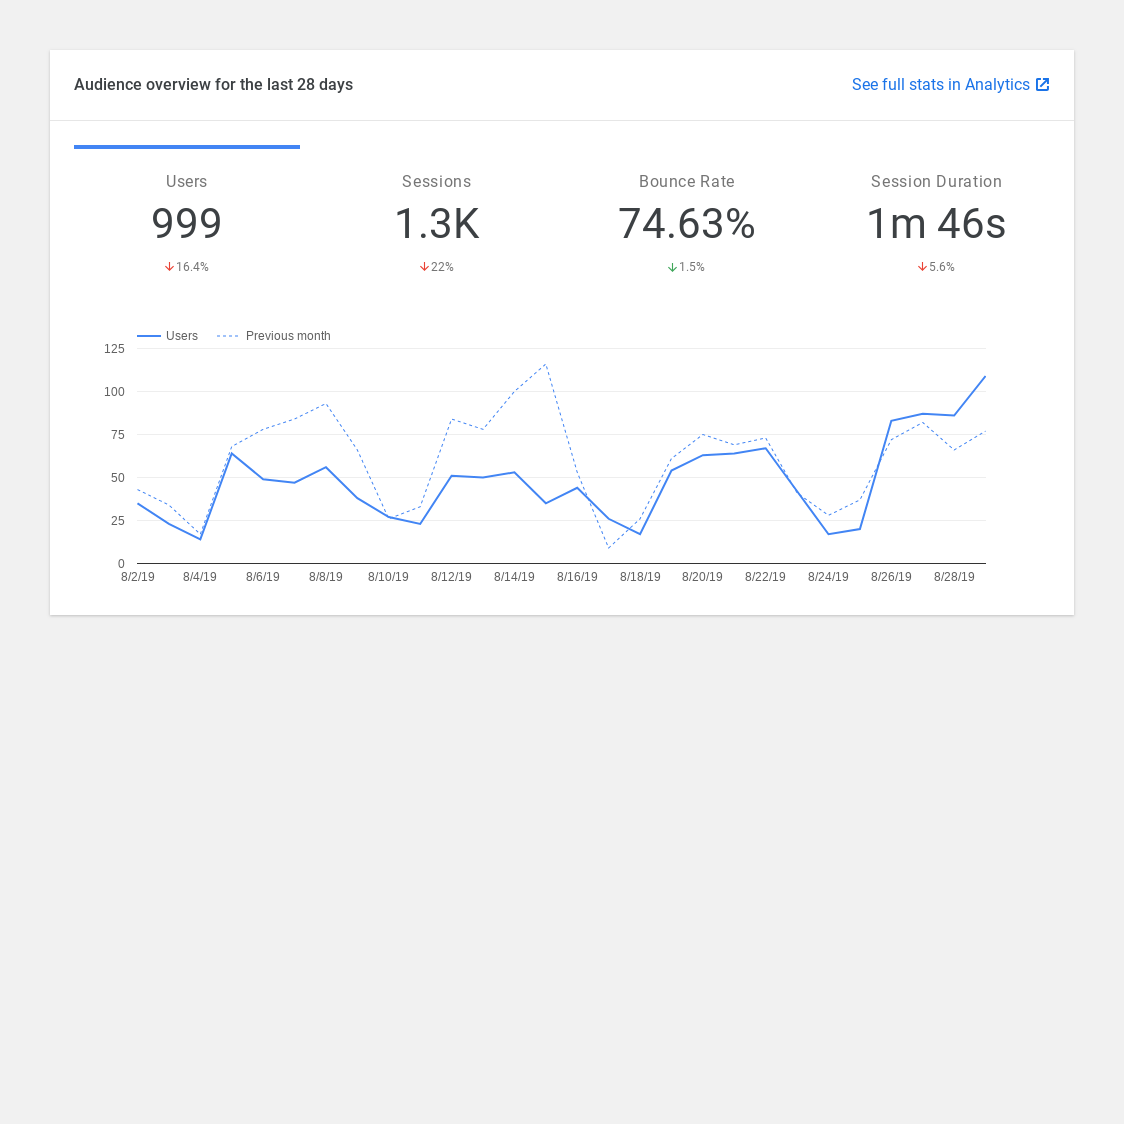 Audience overview for the last 28 days
See full stats in Analytics
Users
Sessions
Bounce Rate
Session Duration
999
1.3K
74.63%
1m 46s
16.4%
22%
1.5%
5.6%
Users
Previous month
125
100
75
50
25
0
8/2/19
8/4/19
8/6/19
8/8/19
8/10/19
8/12/19
8/14/19
8/16/19
8/18/19
8/20/19
8/22/19
8/24/19
8/26/19
8/28/19